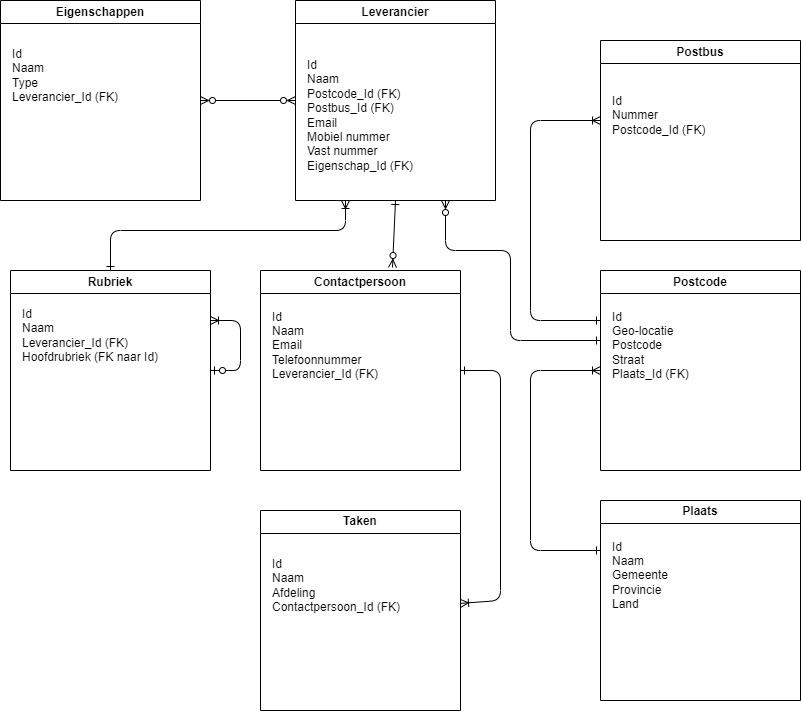 Eigenschappen
Id
Naam
Type
Leverancier_Id (FK)
Leverancier
Id
Naam
Postcode_Id (FK)
Postbus_Id (FK)
Email
Mobiel nummer
Vast nummer
Eigenschap_Id (FK)
Postbus
Id
Nummer
Postcode_Id (FK)
Rubriek
Id
Naam
Leverancier_Id (FK)
Hoofdrubriek (FK naar Id)
Contactpersoon
Id
Naam
Email
Telefoonnummer
Leverancier_Id (FK)
Postcode
Id
Geo-locatie
Postcode
Straat
Plaats_Id (FK)
Taken
Id
Naam
Afdeling
Contactpersoon_Id (FK)
Plaats
Id
Naam
Gemeente
Provincie
Land